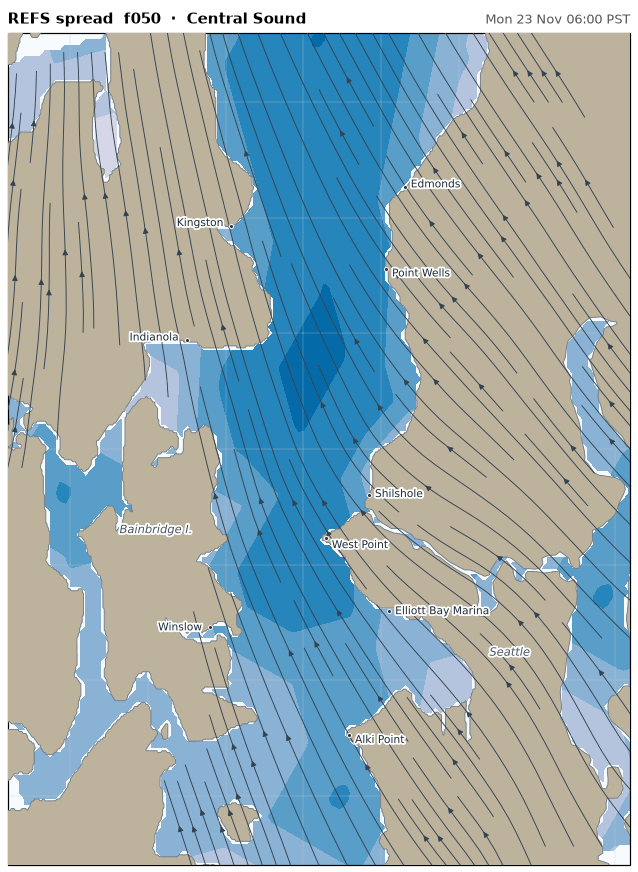 REFS spread f050 · Central Sound
Mon 23 Nov 06:00 PST
Edmonds
Kingston
Point Wells
Indianola
Shilshole
Bainbridge I.
West Point
Elliott Bay Marina
Winslow
Seattle
Alki Point